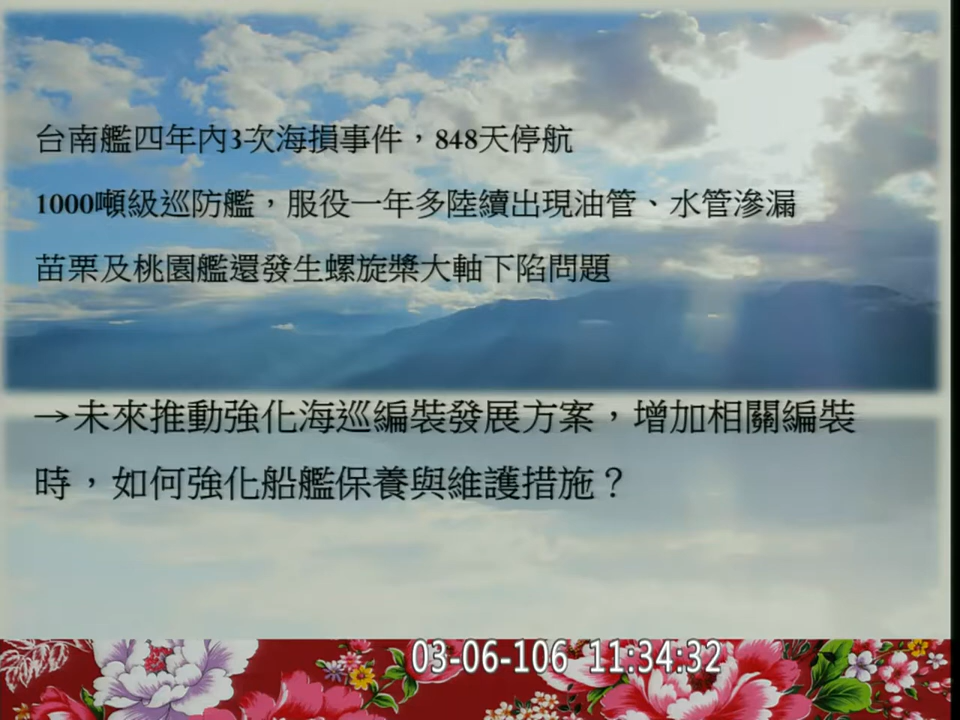 台南艦四年內3次海損事件，848天停航
1000噸級巡防艦，服役一年多陸續出現油管、水管滲漏
苗栗及桃園艦還發生螺旋槳大軸下陷問題
→未來推動強化海巡編裝發展方案，增加相關編裝
時，如何強化船艦保養與維護措施？
03-06-106 11:34:32